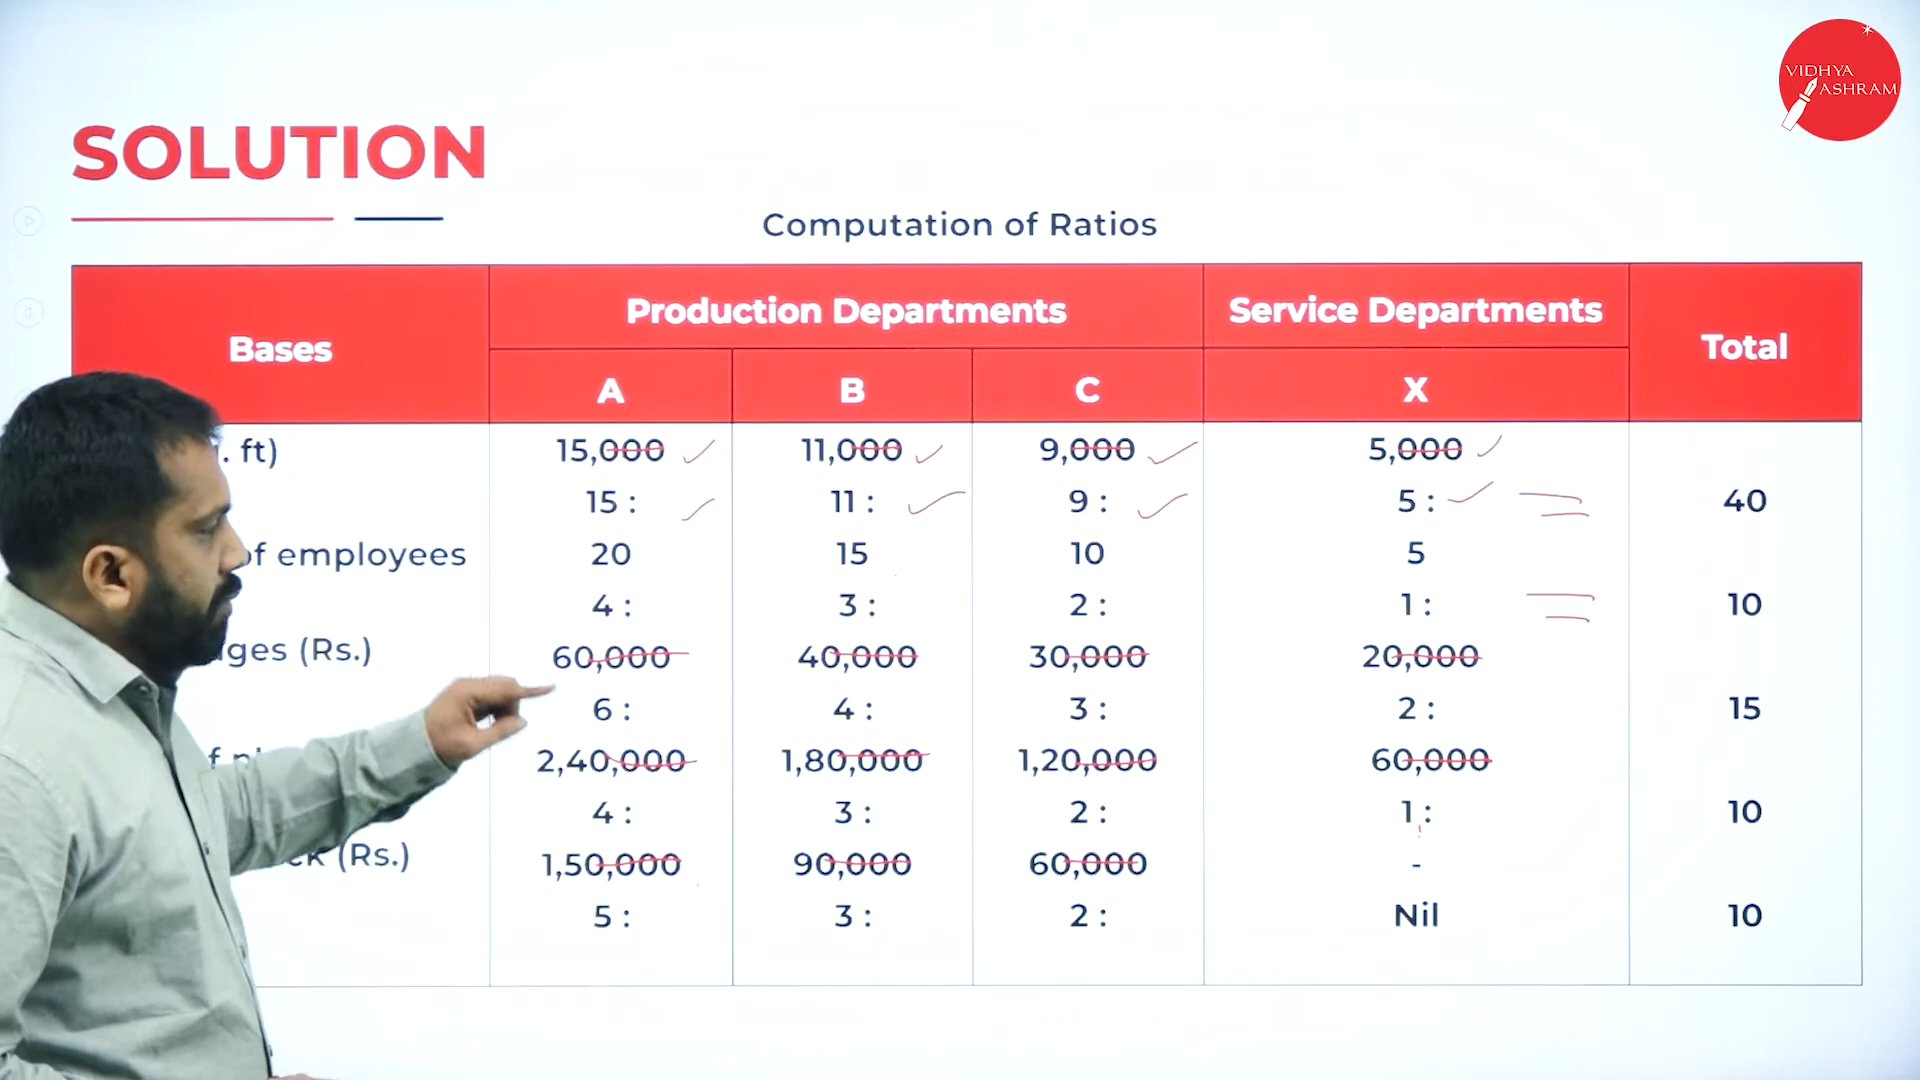 VIDHYA
ASHRAM
SOLUTION
Computation of Ratios
Bases Production Departments Service Departments Total
A B C X
ft) 15,000 11,000 9,000 5,000
15 : 11 : 9 : 5 : 40
of employees 20 15 10 5
4 : 3 : 2 : 1 : 10
(Rs.) 60,000 40,000 30,000 20,000
6 : 4 : 3 : 2 : 15
2,40,000 1,80,000 1,20,000 60,000
4 : 3 : 2 : 1 : 10
(Rs.) 1,50,000 90,000 60,000 -
5 : 3 : 2 : Nil 10